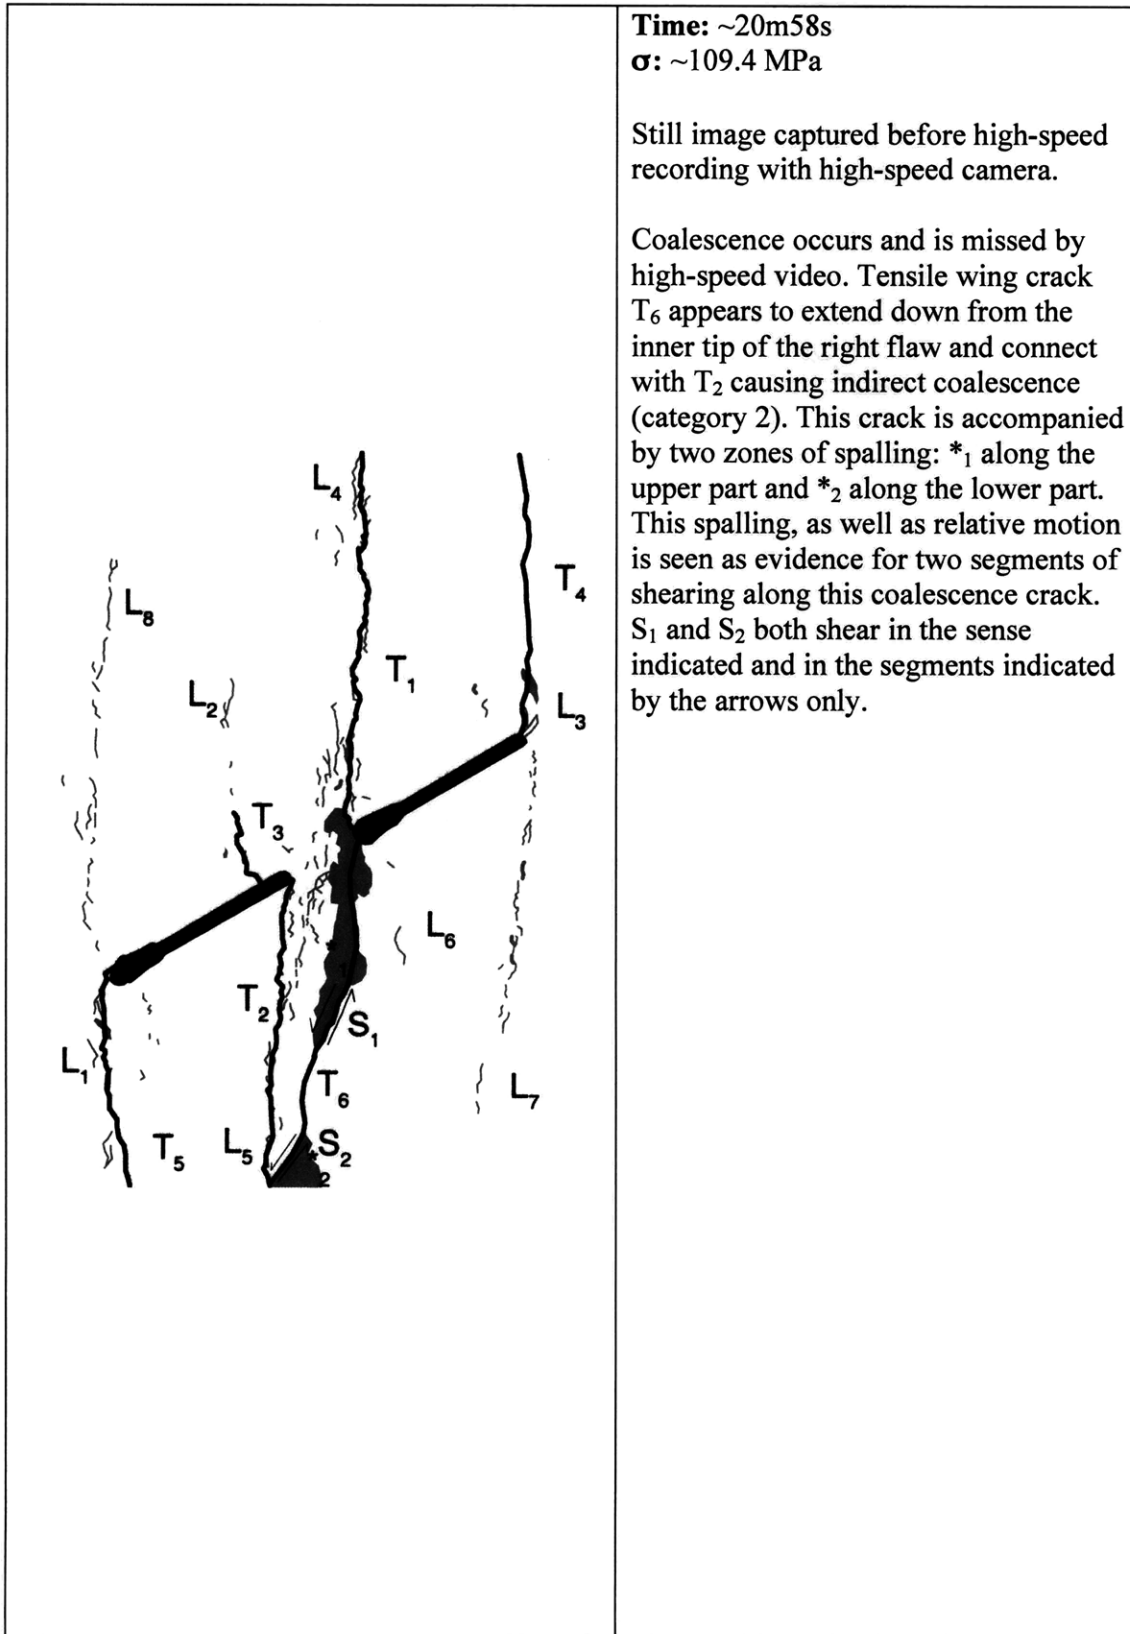 Time: ~20m58s
σ: ~109.4 MPa
Still image captured before high-speed
recording with high-speed camera.
Coalescence occurs and is missed by
high-speed video. Tensile wing crack
T₆ appears to extend down from the
inner tip of the right flaw and connect
with T₂ causing indirect coalescence
(category 2). This crack is accompanied
by two zones of spalling: *₁ along the
upper part and *₂ along the lower part.
This spalling, as well as relative motion
is seen as evidence for two segments of
shearing along this coalescence crack.
S₁ and S₂ both shear in the sense
indicated and in the segments indicated
by the arrows only.
L₄
T₄
L₈
T₁
L₂
L₃
T₃
L₆
T₂
1
S₁
L₁
T₆
L₇
T₅
L₅
*₂
S₂